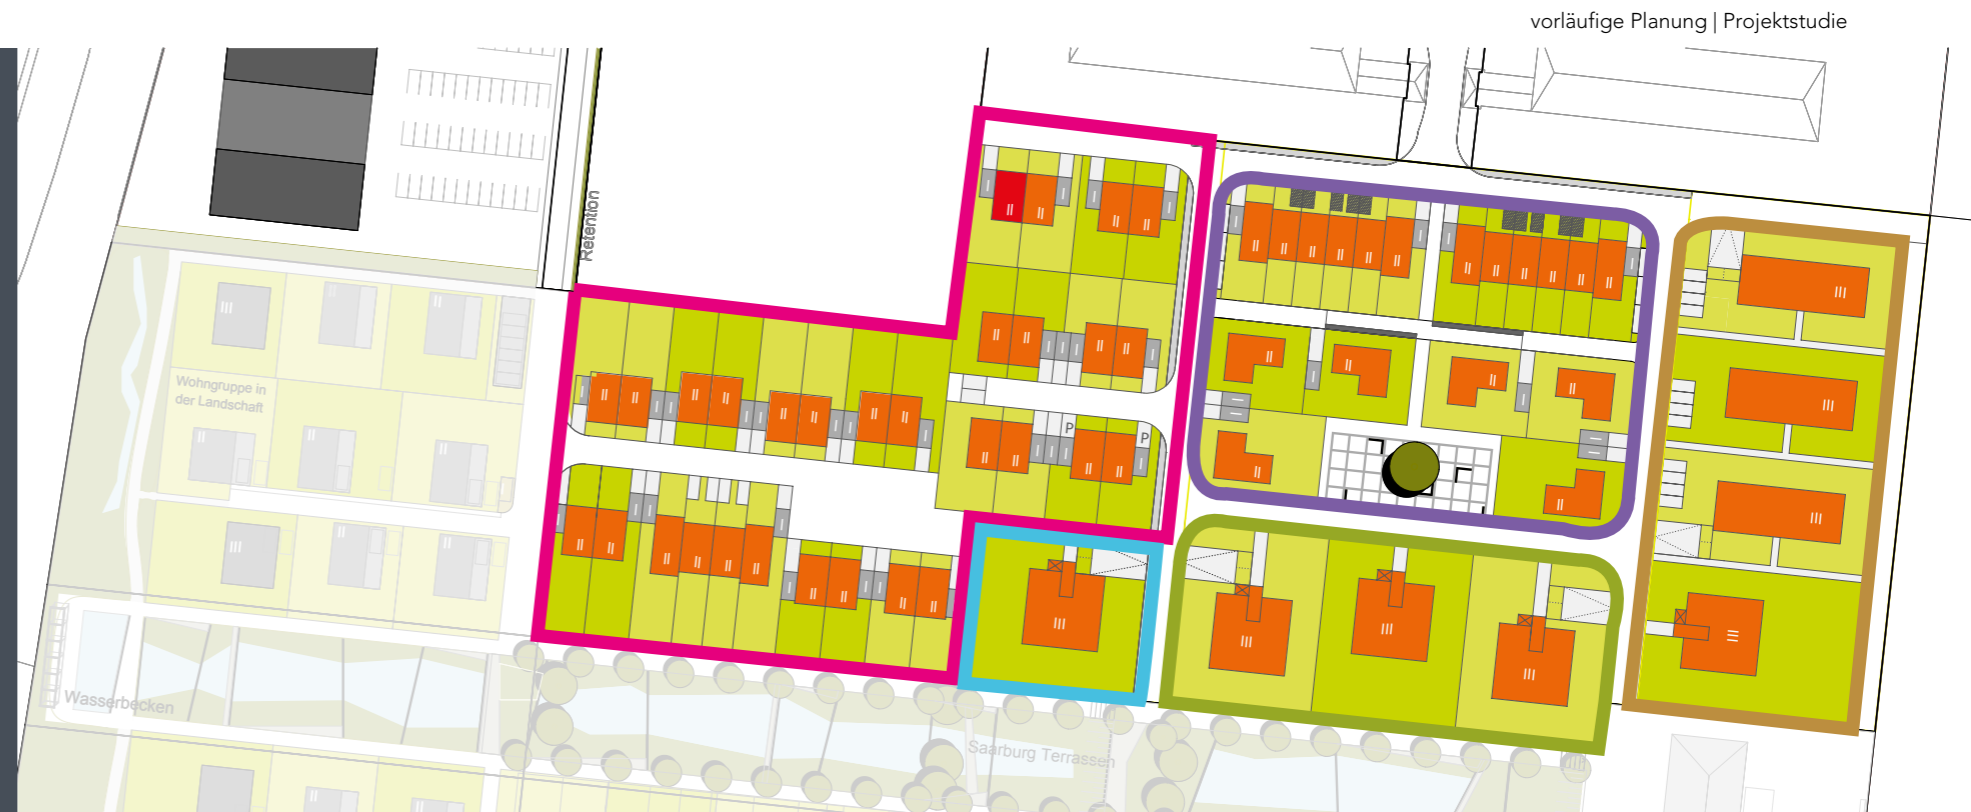 vorläufige Planung | Projektstudie
Retention
Wohngruppe in
der Landschaft
P
P
Wasserbecken
Saarburg Terrassen